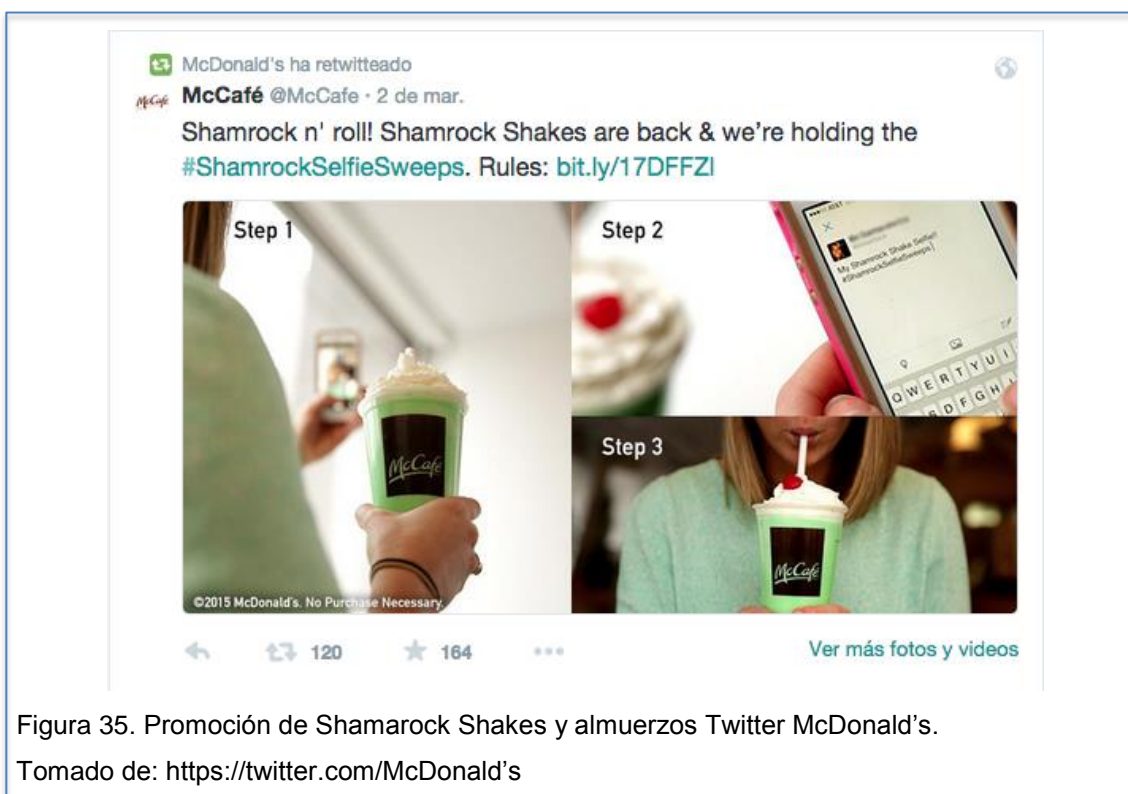 McDonald's ha retwitteado
McCafé McCafé @McCafe · 2 de mar.
Shamrock n' roll! Shamrock Shakes are back & we're holding the
#ShamrockSelfieSweeps. Rules: bit.ly/17DFFZl
Step 1
McCafé
©2015 McDonald's. No Purchase Necessary.
Step 2
My Shamrock Shake Selfie!
#ShamrockSelfieSweeps
Q W E R T Y U I
D F G H
Step 3
McCafé
120 164
Ver más fotos y videos
Figura 35. Promoción de Shamarock Shakes y almuerzos Twitter McDonald's.
Tomado de: https://twitter.com/McDonald's